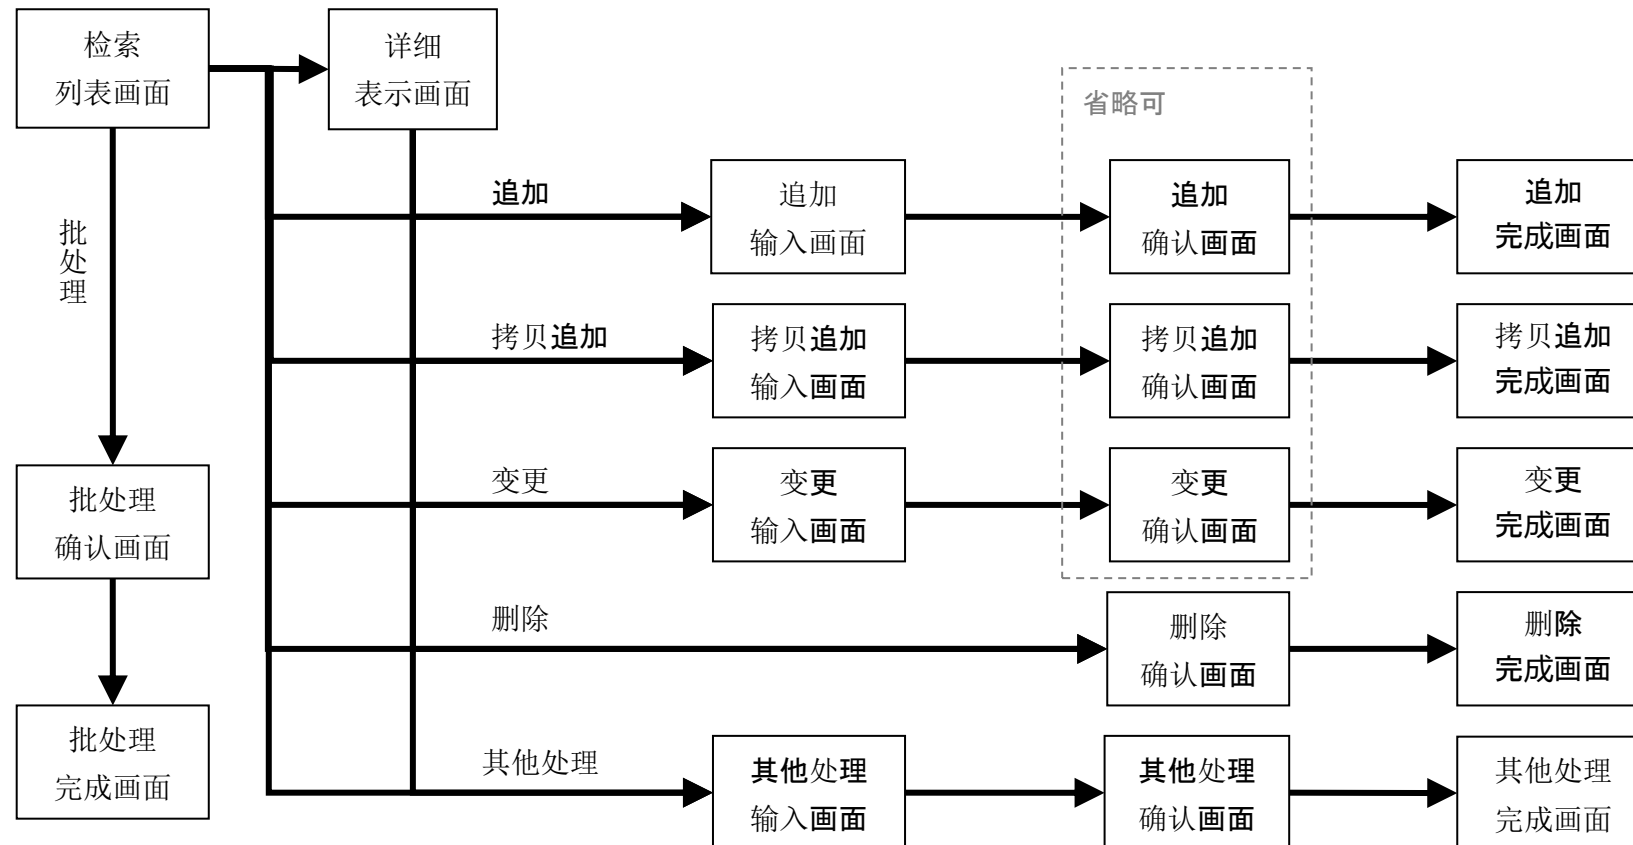 检索
列表画面
详细
表示画面
省略可
追加
追加
输入画面
追加
确认画面
追加
完成画面
批处理
拷贝追加
拷贝追加
输入画面
拷贝追加
确认画面
拷贝追加
完成画面
变更
变更
输入画面
变更
确认画面
变更
完成画面
批处理
确认画面
删除
删除
确认画面
删除
完成画面
批处理
完成画面
其他处理
其他处理
输入画面
其他处理
确认画面
其他处理
完成画面